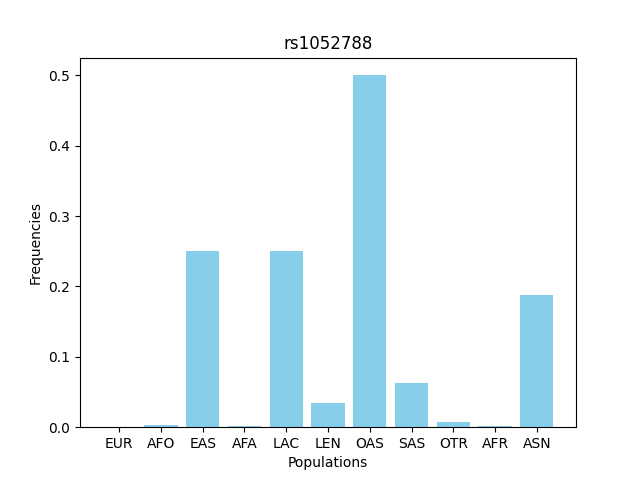 rs1052788
0.5
0.4
0.3
0.2
0.1
0.0
Frequencies
EUR AFO EAS AFA LAC LEN OAS SAS OTR AFR ASN
Populations